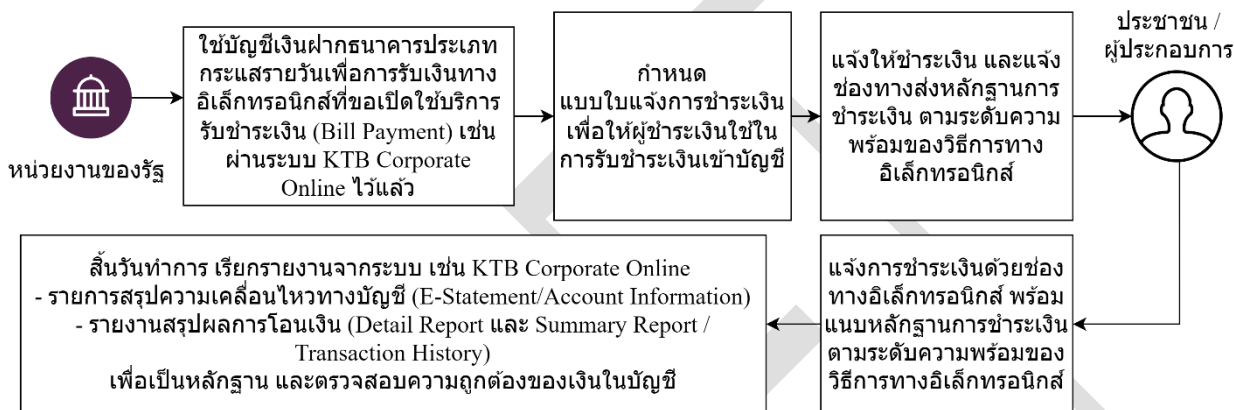 หน่วยงานของรัฐ
ใช้บัญชีเงินฝากธนาคารประเภท
กระแสรายวันเพื่อการรับเงินทาง
อิเล็กทรอนิกส์ที่ขอเปิดใช้บริการ
รับชำระเงิน (Bill Payment) เช่น
ผ่านระบบ KTB Corporate
Online ไว้แล้ว
กำหนด
แบบใบแจ้งการชำระเงิน
เพื่อให้ผู้ชำระเงินใช้ใน
การรับชำระเงินเข้าบัญชี
แจ้งให้ชำระเงิน และแจ้ง
ช่องทางส่งหลักฐานการ
ชำระเงิน ตามระดับความ
พร้อมของวิธีการทาง
อิเล็กทรอนิกส์
ประชาชน /
ผู้ประกอบการ
แจ้งการชำระเงินด้วยช่อง
ทางอิเล็กทรอนิกส์ พร้อม
แนบหลักฐานการชำระเงิน
ตามระดับความพร้อมของ
วิธีการทางอิเล็กทรอนิกส์
สิ้นวันทำการ เรียกรายงานจากระบบ เช่น KTB Corporate Online
- รายการสรุปความเคลื่อนไหวทางบัญชี (E-Statement/Account Information)
- รายงานสรุปผลการโอนเงิน (Detail Report และ Summary Report /
Transaction History)
เพื่อเป็นหลักฐาน และตรวจสอบความถูกต้องของเงินในบัญชี